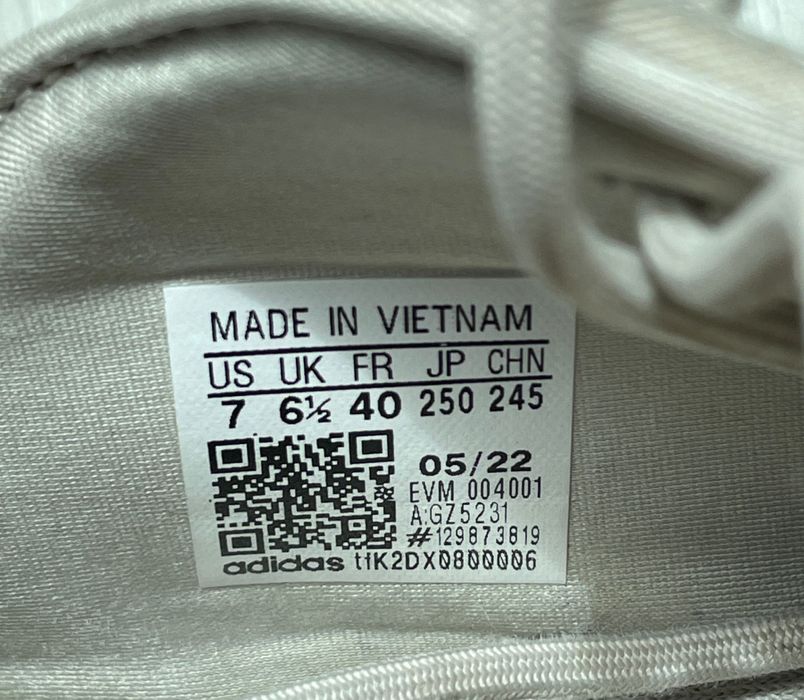 MADE IN VIETNAM
US UK FR JP CHN
7 6½ 40 250 245
05/22
EVM 004001
A:GZ5231
#129873819
adidas tfK2DX0800006